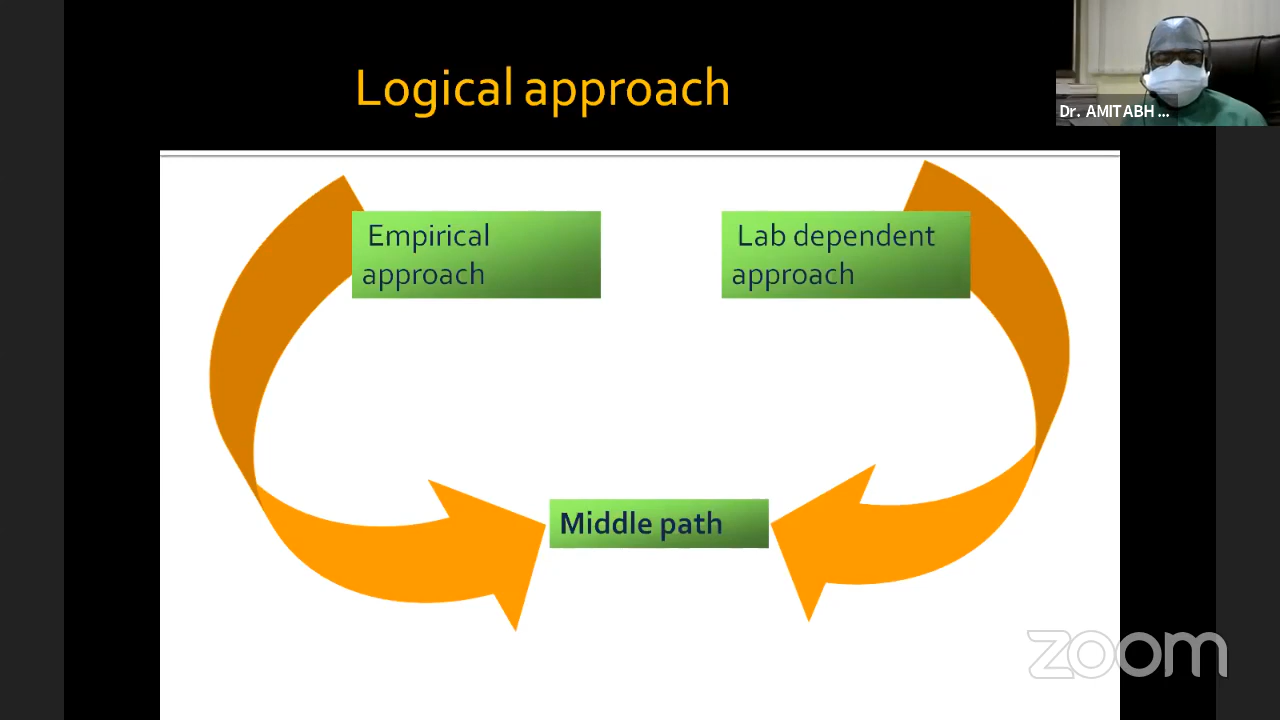 Logical approach
Dr. AMITABH ...
Empirical
approach
Lab dependent
approach
Middle path
zoom